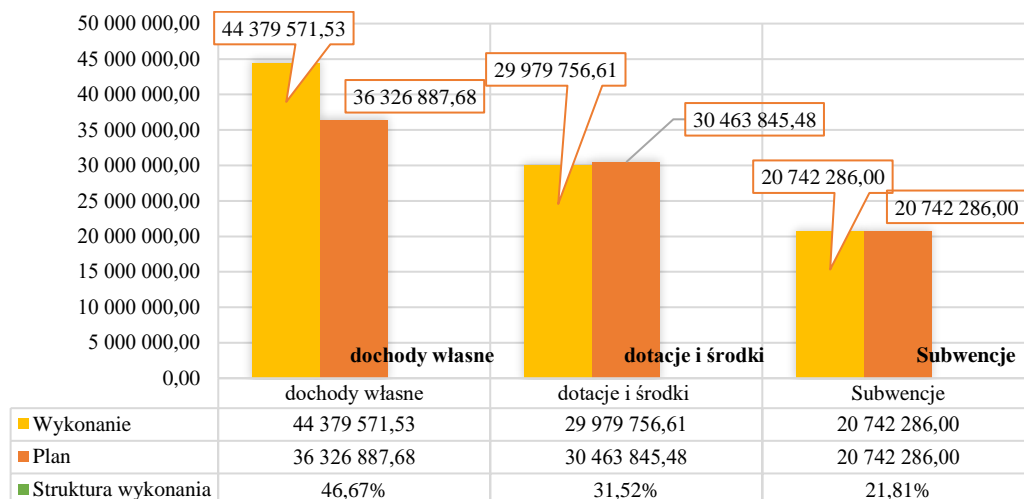 50 000 000,00
45 000 000,00
40 000 000,00
35 000 000,00
30 000 000,00
25 000 000,00
20 000 000,00
15 000 000,00
10 000 000,00
5 000 000,00
0,00
44 379 571,53
36 326 887,68
29 979 756,61
30 463 845,48
20 742 286,00
20 742 286,00
dochody własne dotacje i środki Subwencje
dochody własne dotacje i środki Subwencje
Wykonanie 44 379 571,53 29 979 756,61 20 742 286,00
Plan 36 326 887,68 30 463 845,48 20 742 286,00
Struktura wykonania 46,67% 31,52% 21,81%